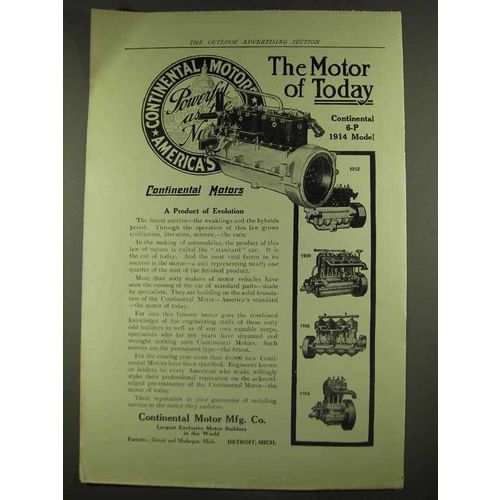 THE OUTLOOK ADVERTISING SECTION
CONTINENTAL MOTORS
Powerful
as the
AMERICA'S
The Motor
of Today
Continental
6-P
1914 Model
Continental Motors
1912
1909
1906
A Product of Evolution
The fittest survive—the weaklings and the hybrids
perish. Through the operation of this law grows
civilization, literature, science,—the race.
In the making of automobiles, the product of this
law of nature is called the "standard" car. It is
the car of today. And the most vital factor in its
success is the motor—a unit representing nearly one
quarter of the cost of the finished product.
More than sixty makers of motor vehicles have
seen the coming of the car of standard parts—made
by specialists. They are building on the solid founda-
tion of the Continental Motor—America's standard
—the motor of today.
For into this famous motor goes the combined
knowledge of the engineering staffs of these sixty
odd builders as well as of our own capable corps,
specialists who for ten years have dreamed and
wrought nothing save Continental Motors. Such
motors are the permanent type—the fittest.
For the coming year more than 40,000 new Conti-
nental Motors have been specified. Engineers known
as leaders to every American who reads, willingly
stake their professional reputation on the acknowl-
edged pre-eminence of the Continental Motor—the
motor of today.
Their reputation is your guarantee of unfailing
service in the motor they endorse.
Continental Motor Mfg. Co.
Largest Exclusive Motor Builders
in the World
Factories: Detroit and Muskegon, Mich. DETROIT, MICH.